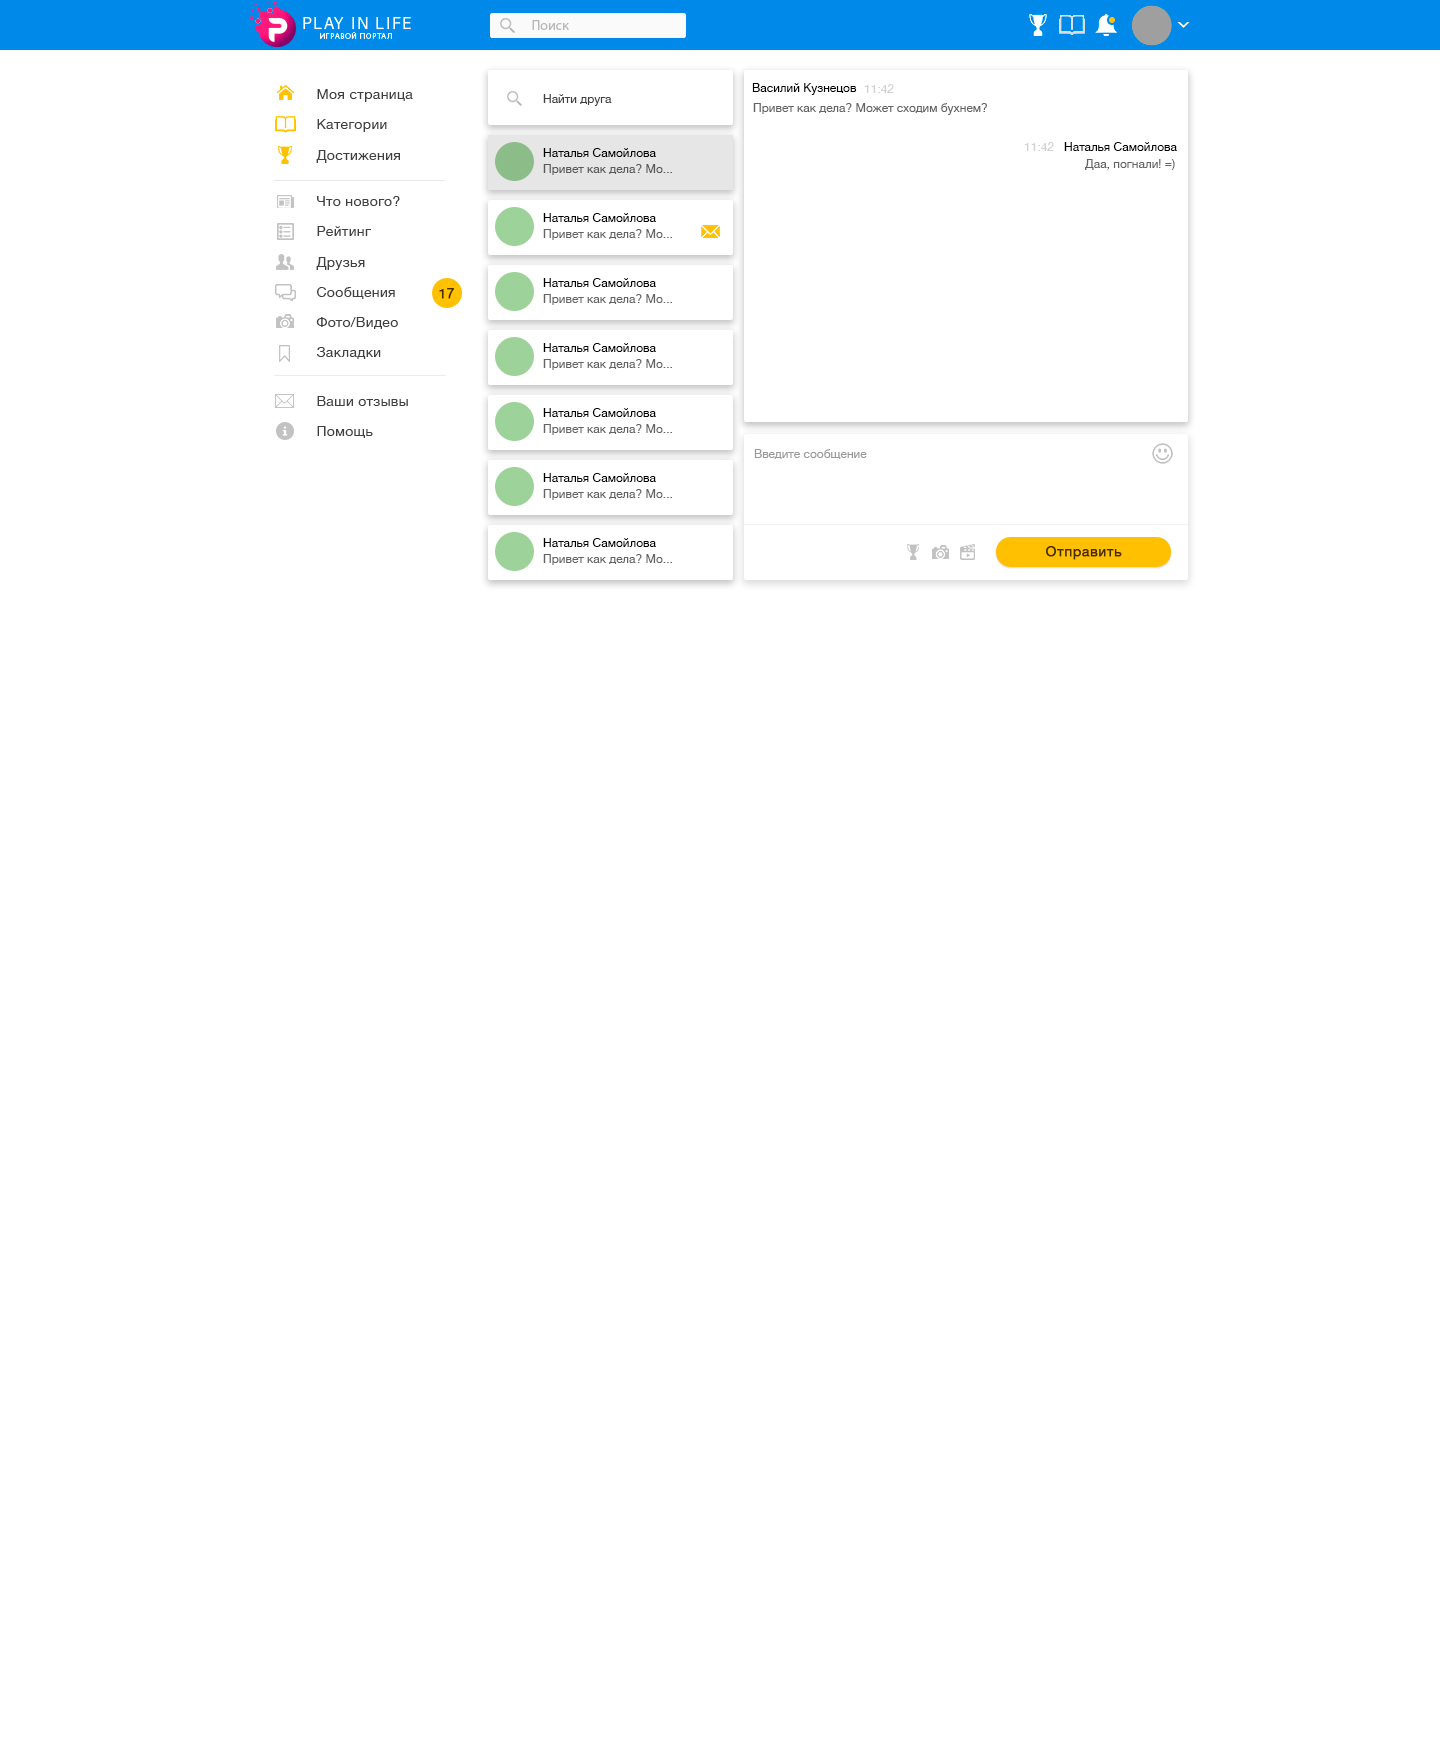 PLAY IN LIFE
ИГРАВОЙ ПОРТАЛ
Поиск
Моя страница
Категории
Достижения
Что нового?
Рейтинг
Друзья
Сообщения 17
Фото/Видео
Закладки
Ваши отзывы
Помощь
Найти друга
Наталья Самойлова
Привет как дела? Мо...
Наталья Самойлова
Привет как дела? Мо...
Наталья Самойлова
Привет как дела? Мо...
Наталья Самойлова
Привет как дела? Мо...
Наталья Самойлова
Привет как дела? Мо...
Наталья Самойлова
Привет как дела? Мо...
Наталья Самойлова
Привет как дела? Мо...
Василий Кузнецов 11:42
Привет как дела? Может сходим бухнем?
11:42 Наталья Самойлова
Даа, погнали! =)
Введите сообщение
Отправить